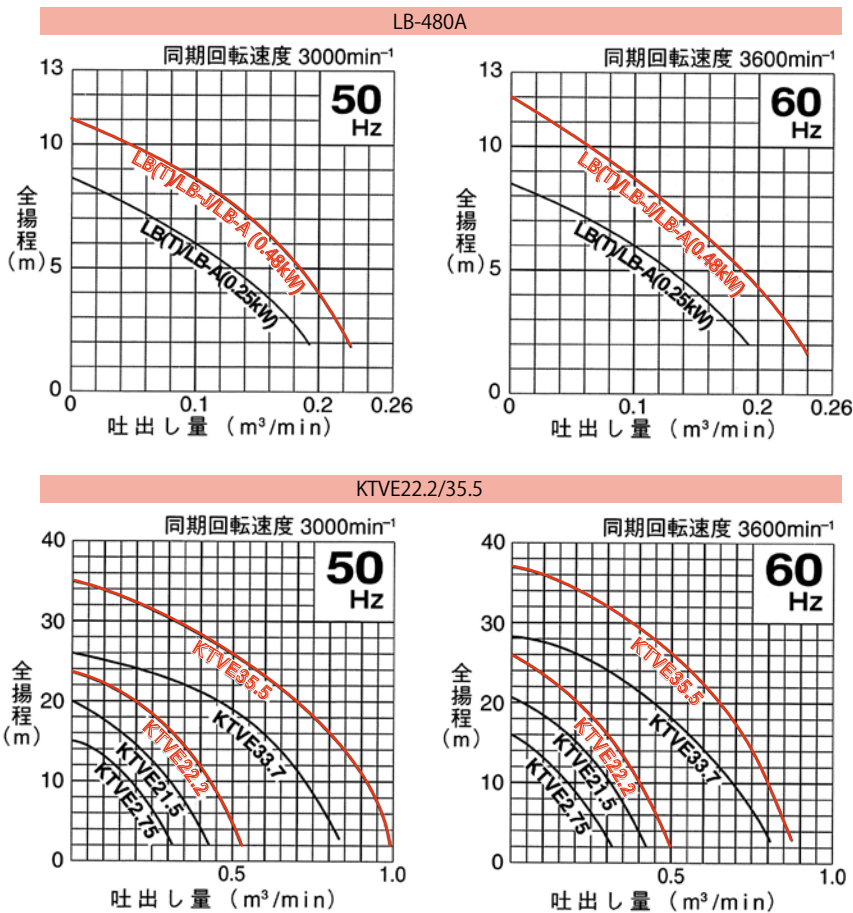 LB-480A
同期回転速度 3000min⁻¹
50
Hz
13
10
5
0
全揚程
(m)
LB(T)/LB-J/LB-A (0.48kW)
LB(T)/LB-A(0.25kW)
0 0.1 0.2 0.26
吐出し量 (m³/min)
同期回転速度 3600min⁻¹
60
Hz
13
10
5
0
全揚程
(m)
LB(T)/LB-J/LB-A(0.48kW)
LB(T)/LB-A(0.25kW)
0 0.1 0.2 0.26
吐出し量 (m³/min)
KTVE22.2/35.5
同期回転速度 3000min⁻¹
50
Hz
40
30
20
10
0
全揚程
(m)
KTVE35.5
KTVE33.7
KTVE22.2
KTVE21.5
KTVE2.75
0.5 1.0
吐出し量 (m³/min)
同期回転速度 3600min⁻¹
60
Hz
40
30
20
10
0
全揚程
(m)
KTVE35.5
KTVE33.7
KTVE22.2
KTVE21.5
KTVE2.75
0.5 1.0
吐出し量 (m³/min)